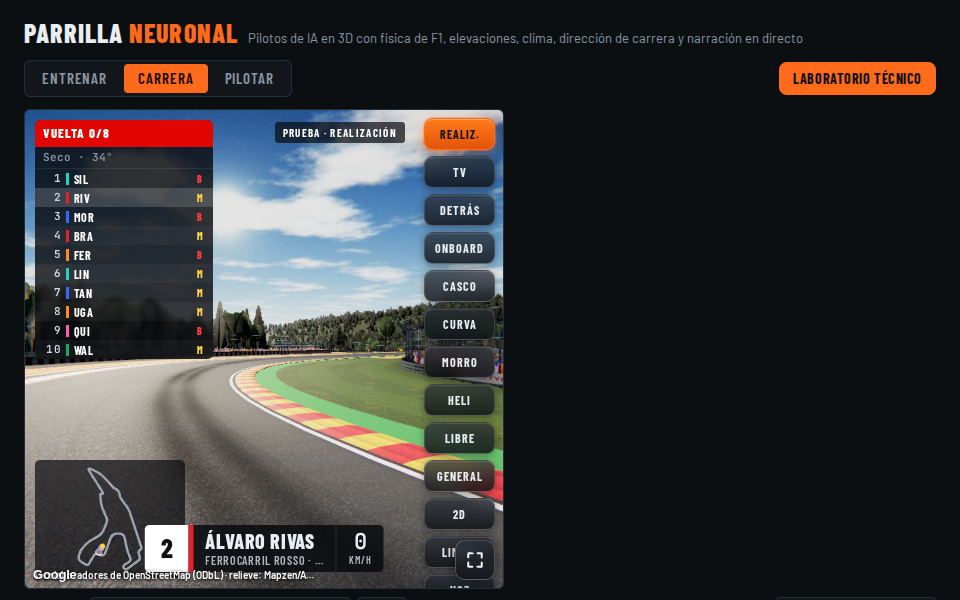 PARRILLA NEURONAL Pilotos de IA en 3D con física de F1, elevaciones, clima, dirección de carrera y narración en directo
ENTRENAR CARRERA PILOTAR
LABORATORIO TÉCNICO
VUELTA 0/8
Seco · 34°
1 SIL B
2 RIV M
3 MOR B
4 BRA M
5 FER B
6 LIN M
7 TAN M
8 UGA M
9 QUI B
10 WAL M
PRUEBA · REALIZACIÓN
REALIZ.
TV
DETRÁS
ONBOARD
CASCO
CURVA
MORRO
HELI
LIBRE
GENERAL
2D
2
ÁLVARO RIVAS
FERROCARRIL ROSSO · ...
0
KM/H
Google adores de OpenStreetMap (ODbL) · relieve: Mapzen/A...